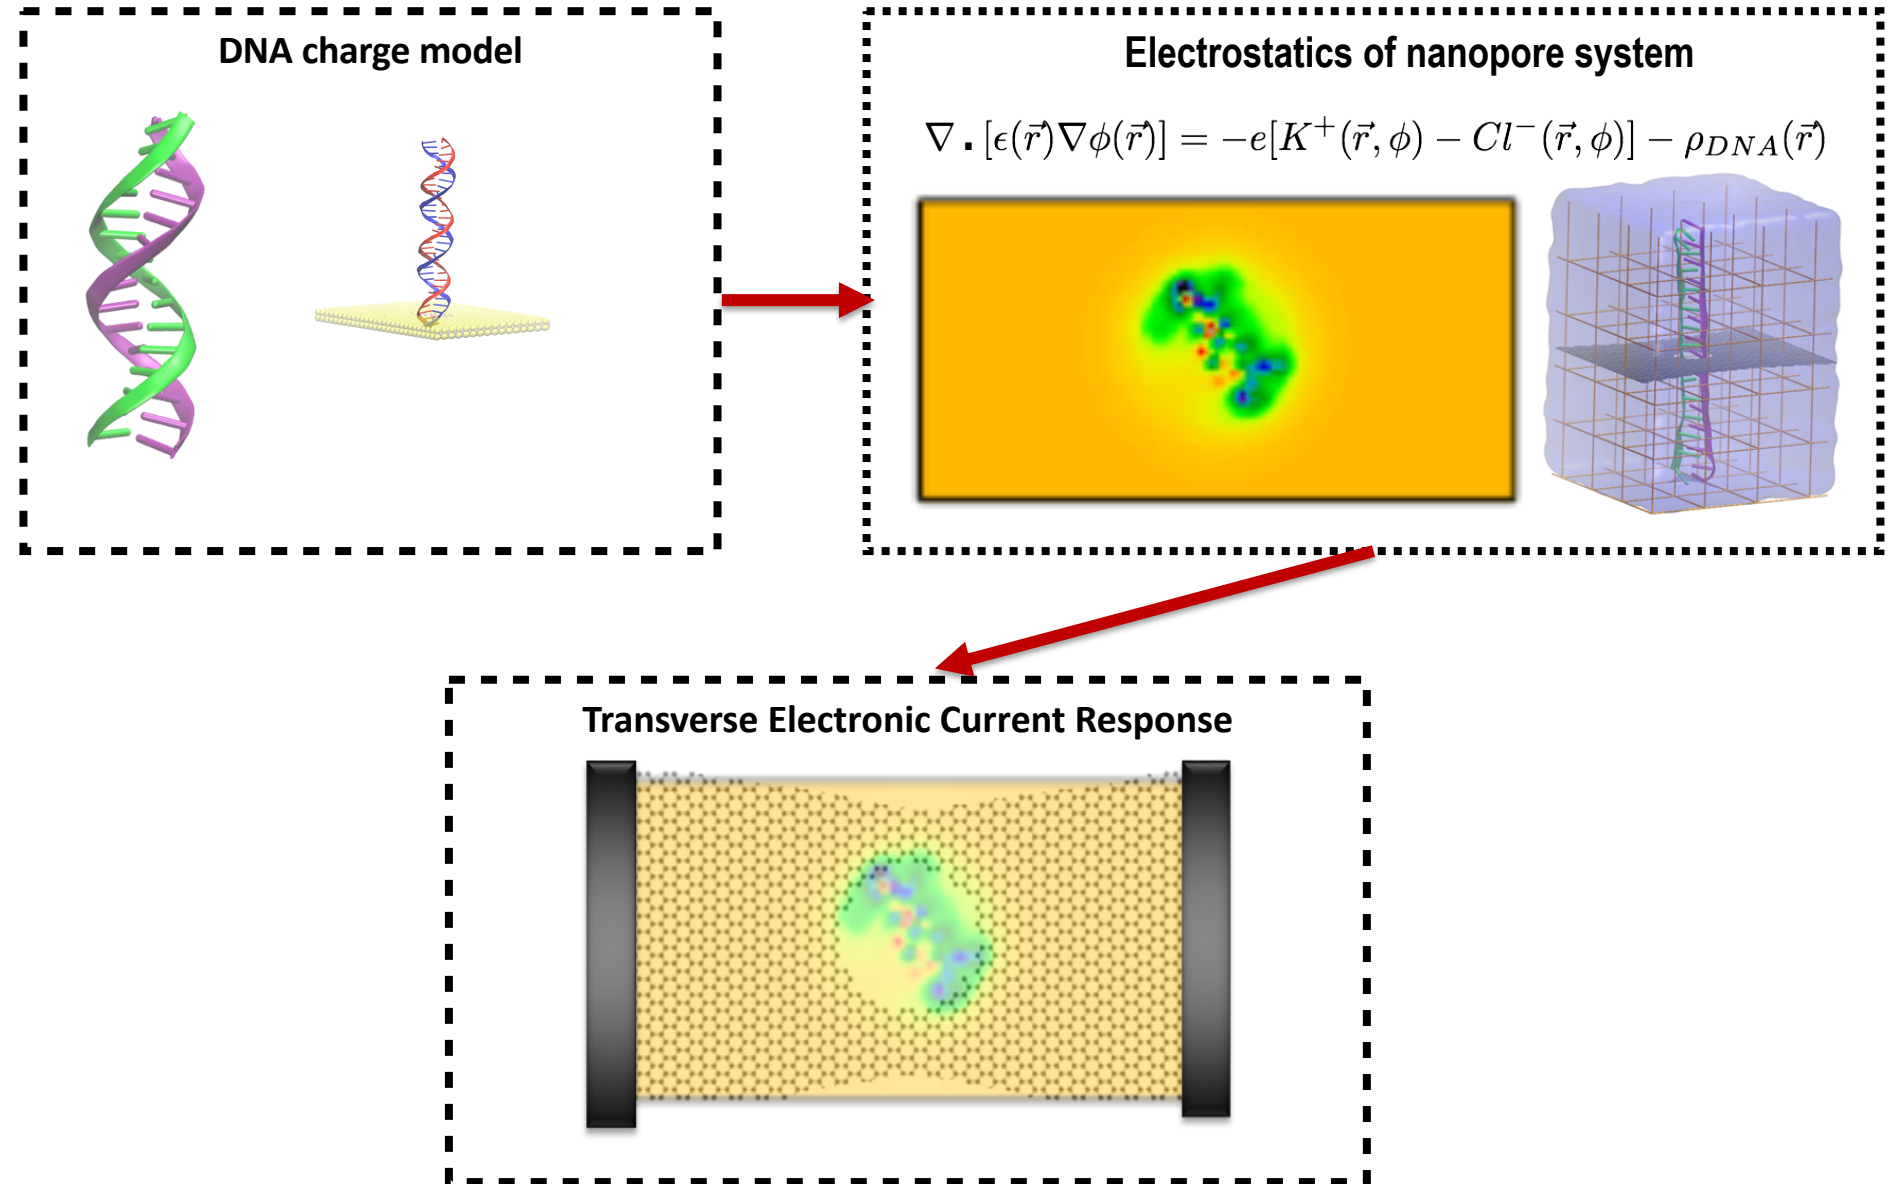 DNA charge model
Electrostatics of nanopore system
∇ . [ϵ(r⃗)∇ϕ(r⃗)] = −e[K⁺(r⃗, ϕ) − Cl⁻(r⃗, ϕ)] − ρ_DNA(r⃗)
Transverse Electronic Current Response